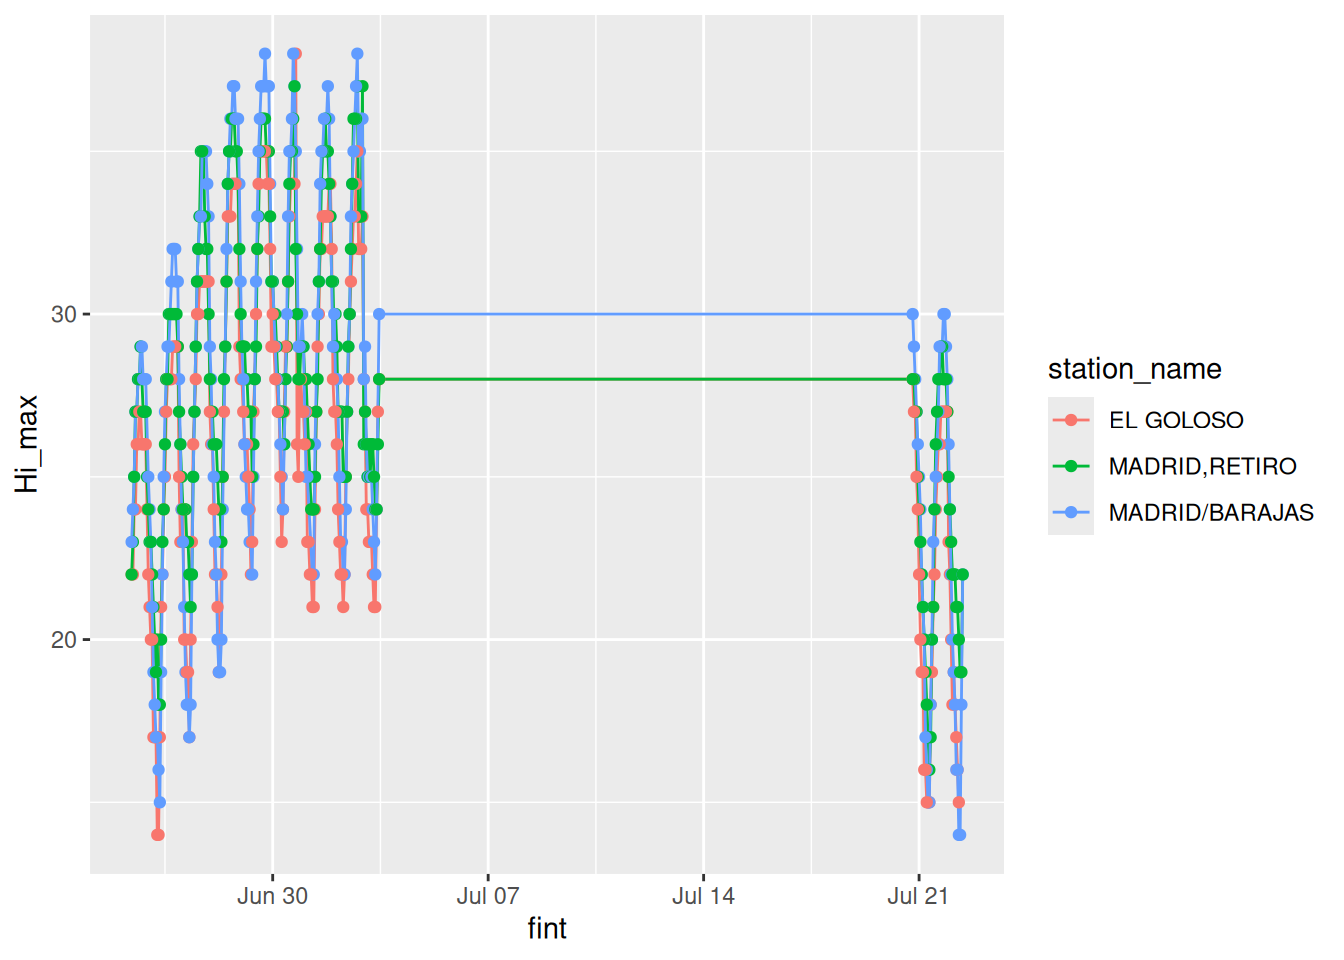 Hi_max
30
20
Jun 30
Jul 07
Jul 14
Jul 21
fint
station_name
EL GOLOSO
MADRID,RETIRO
MADRID/BARAJAS